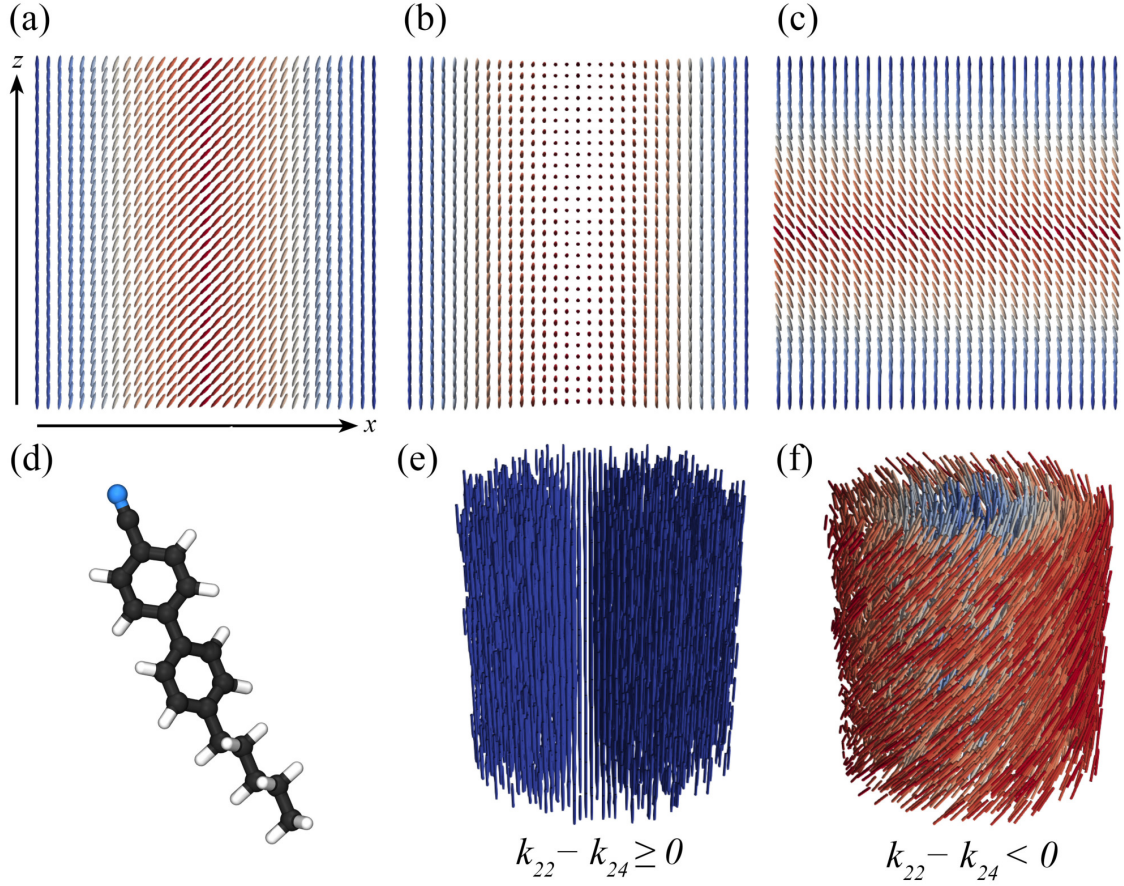 (a)
(b)
(c)
z
x
(d)
(e)
(f)
k₂₂ − k₂₄ ≥ 0
k₂₂ − k₂₄ < 0